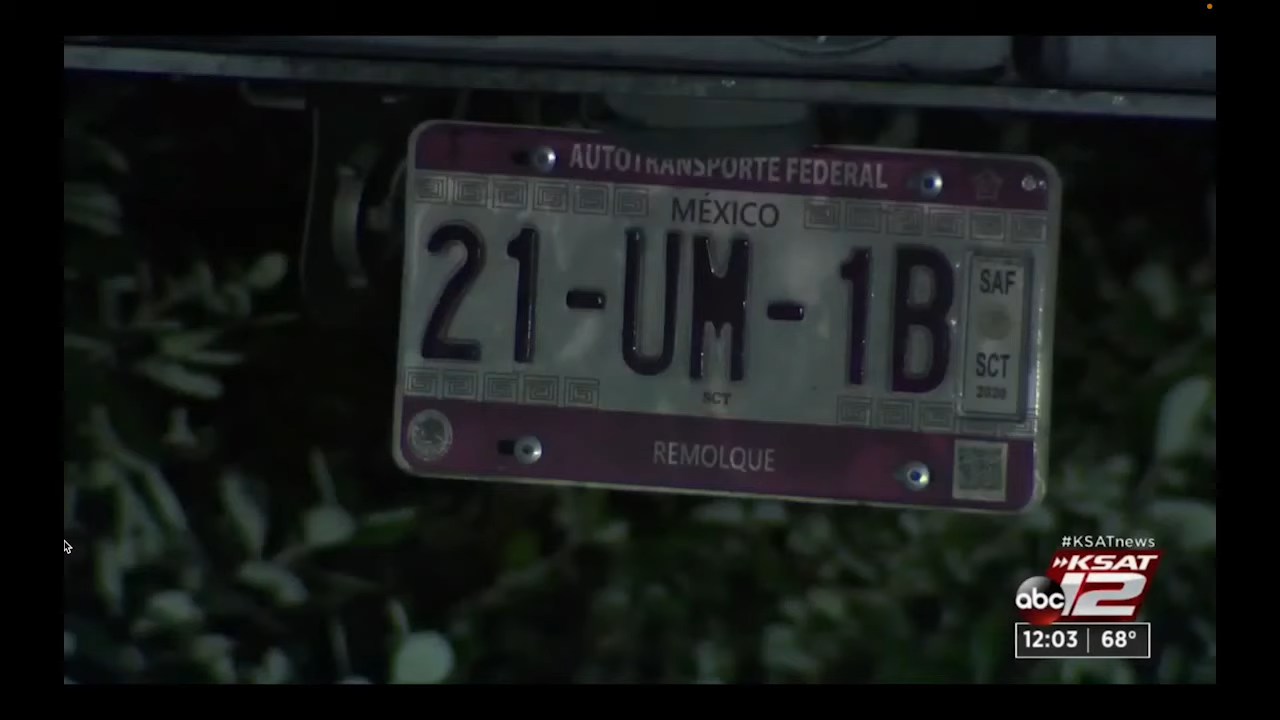 AUTOTRANSPORTE FEDERAL
MÉXICO
21-UM-1B
SAF
SCT
2020
SCT
REMOLQUE
#KSATnews
KSAT
abc 12
12:03 68°